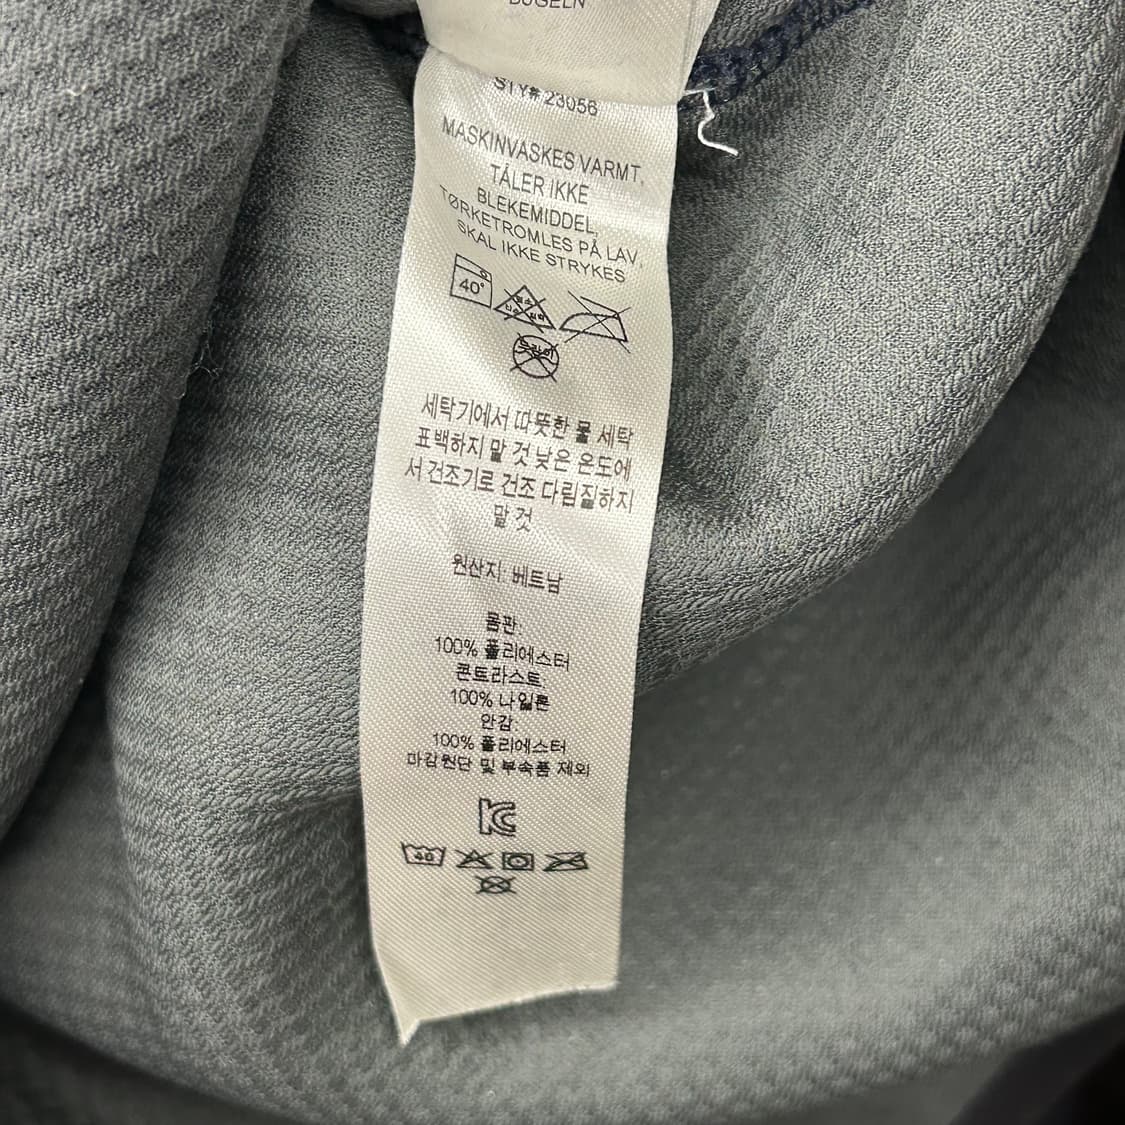 BÜGELN
STY# 23056
MASKINVASKES VARMT,
TÅLER IKKE
BLEKEMIDDEL,
TØRKETROMLES PÅ LAV,
SKAL IKKE STRYKES
40°
세탁기에서 따뜻한 물 세탁
표백하지 말 것 낮은 온도에
서 건조기로 건조 다림질하지
말 것
원산지: 베트남
몸판:
100% 폴리에스터
콘트라스트
100% 나일론
안감
100% 폴리에스터
마감원단 및 부속품 제외
KC
40